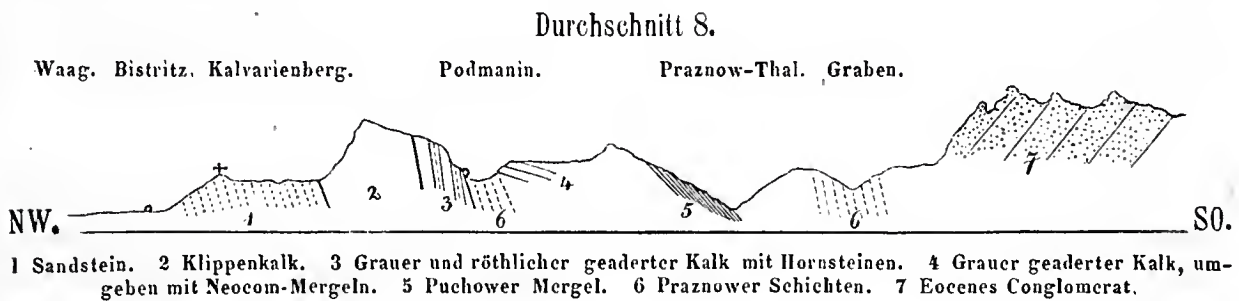 Durchschnitt 8.
Waag. Bistritz. Kalvarienberg. Podmanin. Praznow-Thal. Graben.
1 2 3 6 4 5 6 7
NW. SO.
1 Sandstein. 2 Klippenkalk. 3 Grauer und röthlicher geaderter Kalk mit Hornsteinen. 4 Grauer geaderter Kalk, um-
geben mit Neocom-Mergeln. 5 Puchower Mergel. 6 Praznower Schichten. 7 Eocenes Conglomerat.